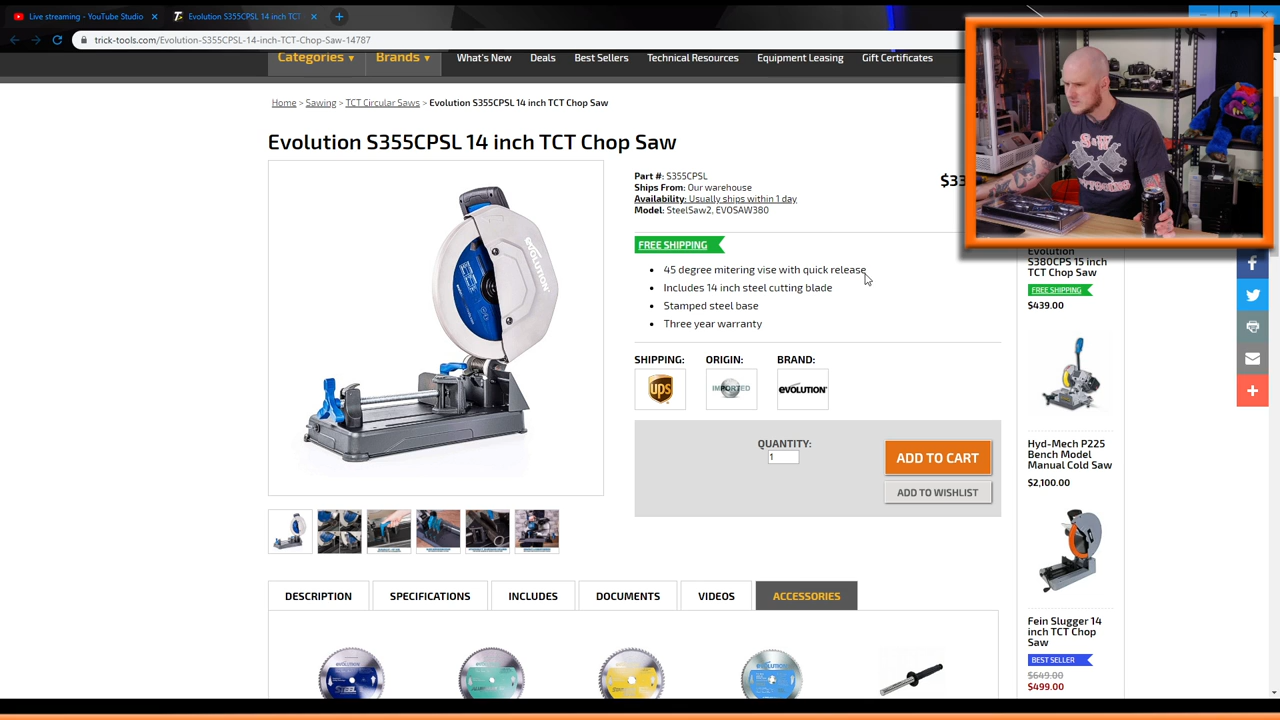 Live streaming - YouTube Studio
Evolution S355CPSL 14 inch TCT
trick-tools.com/Evolution-S355CPSL-14-inch-TCT-Chop-Saw-14787
Categories Brands What's New Deals Best Sellers Technical Resources Equipment Leasing Gift Certificates
Home > Sawing > TCT Circular Saws > Evolution S355CPSL 14 inch TCT Chop Saw
Evolution S355CPSL 14 inch TCT Chop Saw
Part #: S355CPSL
Ships From: Our warehouse
Availability: Usually ships within 1 day
Model: SteelSaw2, EVOSAW380
$33
FREE SHIPPING
45 degree mitering vise with quick release
Includes 14 inch steel cutting blade
Stamped steel base
Three year warranty
SHIPPING: ORIGIN: BRAND:
ups IMPORTED evolution
QUANTITY:
1
ADD TO CART
ADD TO WISHLIST
EVOLUTION
DESCRIPTION SPECIFICATIONS INCLUDES DOCUMENTS VIDEOS ACCESSORIES
STEEL
Evolution
S380CPS 15 inch
TCT Chop Saw
FREE SHIPPING
$439.00
Hyd-Mech P225
Bench Model
Manual Cold Saw
$2,100.00
Fein Slugger 14
inch TCT Chop
Saw
BEST SELLER
$649.00
$499.00
S&W